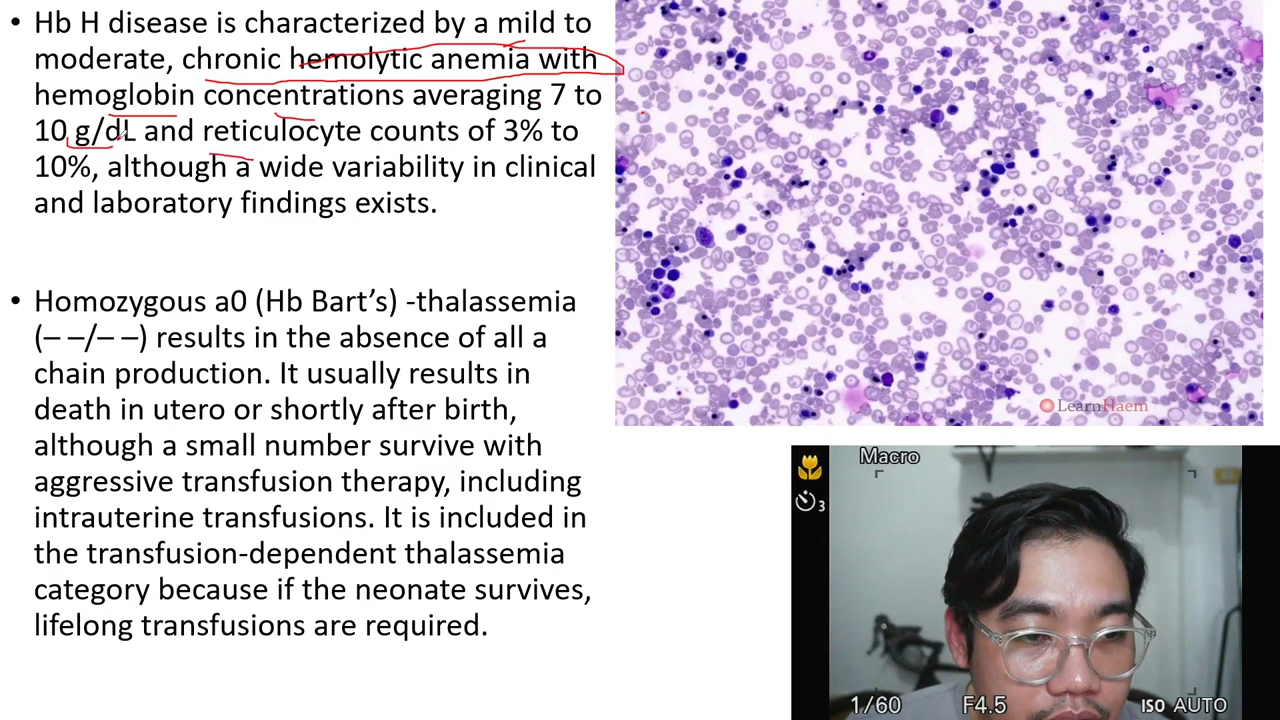 • Hb H disease is characterized by a mild to
moderate, chronic hemolytic anemia with
hemoglobin concentrations averaging 7 to
10 g/dL and reticulocyte counts of 3% to
10%, although a wide variability in clinical
and laboratory findings exists.
• Homozygous a0 (Hb Bart’s) -thalassemia
(– –/– –) results in the absence of all a
chain production. It usually results in
death in utero or shortly after birth,
although a small number survive with
aggressive transfusion therapy, including
intrauterine transfusions. It is included in
the transfusion-dependent thalassemia
category because if the neonate survives,
lifelong transfusions are required.
LearnHaem
Macro
3
1/60 F4.5 ISO AUTO